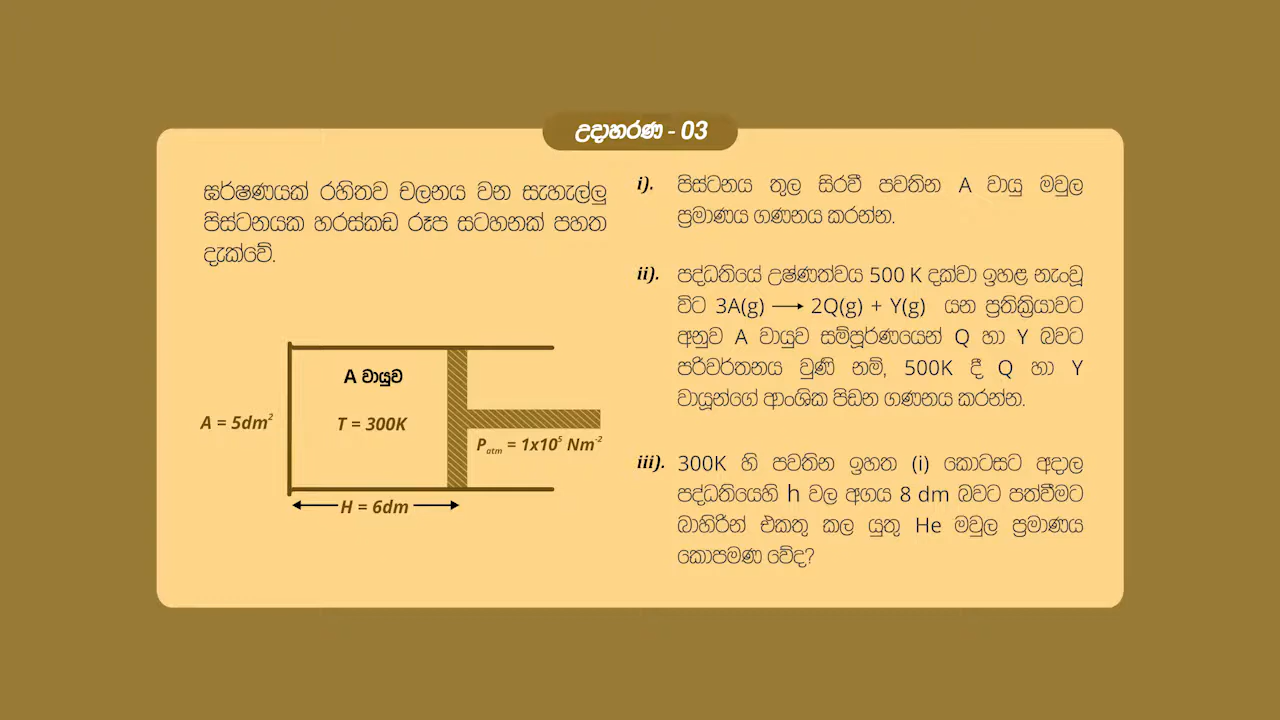 උදාහරණ - 03
ඝර්ෂණයක් රහිතව චලනය වන සැහැල්ලු
පිස්ටනයක හරස්කඩ රූප සටහනක් පහත
දැක්වේ.
A වායුව
A = 5dm²
T = 300K
Pₐₜₘ = 1x10⁵ Nm⁻²
H = 6dm
i). පිස්ටනය තුල සිරවී පවතින A වායු මවුල
ප්‍රමාණය ගණනය කරන්න.
ii). පද්ධතියේ උෂ්ණත්වය 500 K දක්වා ඉහළ නැංවූ
විට 3A(g) ⟶ 2Q(g) + Y(g) යන ප්‍රතික්‍රියාවට
අනුව A වායුව සම්පූර්ණයෙන් Q හා Y බවට
පරිවර්තනය වුණි නම්, 500K දී Q හා Y
වායූන්ගේ ආංශික පීඩන ගණනය කරන්න.
iii). 300K හි පවතින ඉහත (i) කොටසට අදාල
පද්ධතියෙහි h වල අගය 8 dm බවට පත්වීමට
බාහිරින් එකතු කල යුතු He මවුල ප්‍රමාණය
කොපමණ වේද?